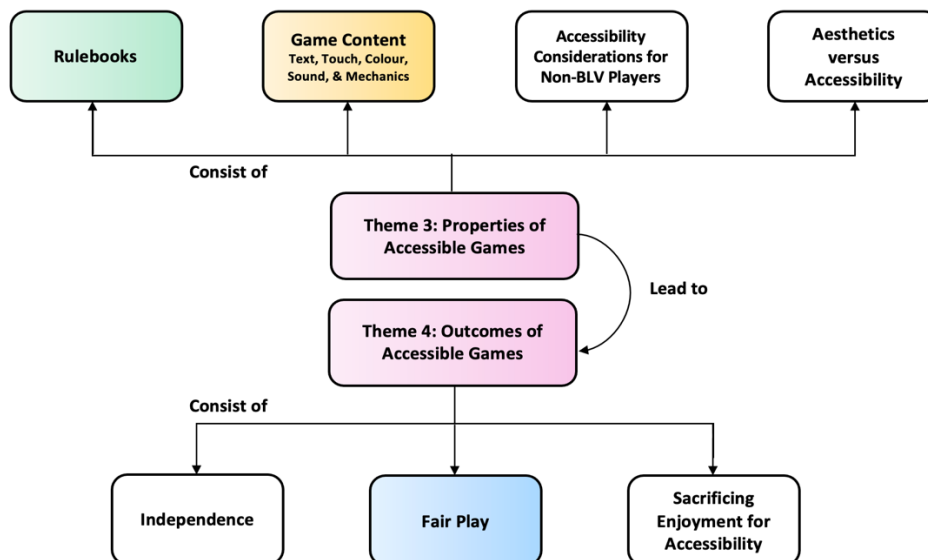 Rulebooks
Game Content
Text, Touch, Colour,
Sound, & Mechanics
Accessibility
Considerations for
Non-BLV Players
Aesthetics
versus
Accessibility
Consist of
Theme 3: Properties of
Accessible Games
Lead to
Theme 4: Outcomes of
Accessible Games
Consist of
Independence
Fair Play
Sacrificing
Enjoyment for
Accessibility